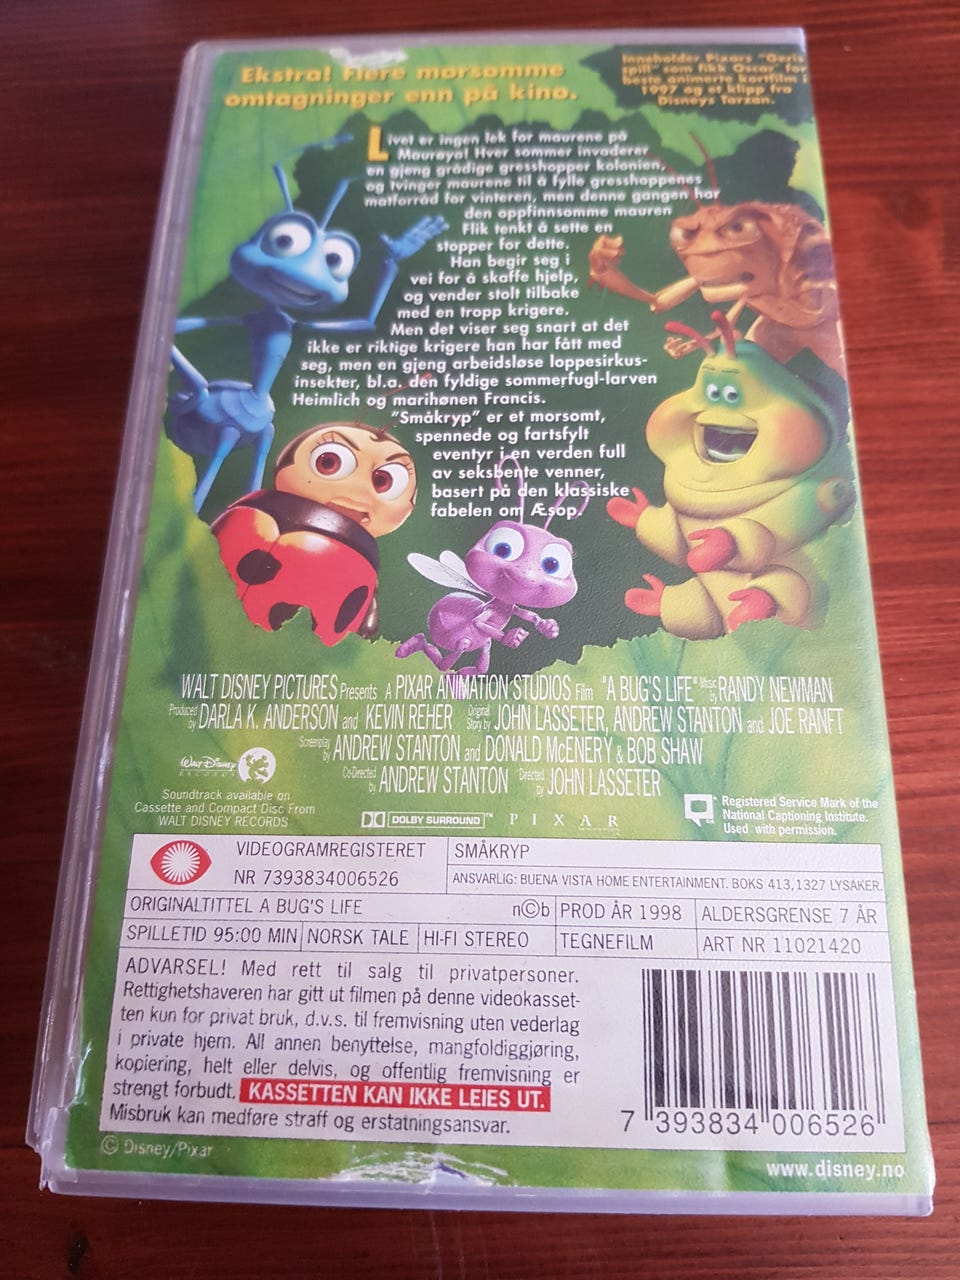 Ekstra! Flere morsomme
omtagninger enn på kino.
Inneholder Pixars "Geris
spill" som fikk Oscar for
beste animerte kortfilm i
1997 og et klipp fra
Disneys Tarzan.
Livet er ingen lek for maurene på
Maurøya! Hver sommer invaderer
en gjeng grådige gresshopper kolonien,
og tvinger maurene til å fylle gresshoppenes
matforråd for vinteren, men denne gangen har
den oppfinnsomme mauren
Flik tenkt å sette en
stopper for dette.
Han begir seg i
vei for å skaffe hjelp,
og vender stolt tilbake
med en tropp krigere.
Men det viser seg snart at det
ikke er riktige krigere han har fått med
seg, men en gjeng arbeidsløse loppesirkus-
insekter, bl.a. den fyldige sommerfugl-larven
Heimlich og marihønen Francis.
"Småkryp" er et morsomt,
spennede og fartsfylt
eventyr i en verden full
av seksbente venner,
basert på den klassiske
fabelen om Æsop.
WALT DISNEY PICTURES Presents A PIXAR ANIMATION STUDIOS Film "A BUG'S LIFE" Music by RANDY NEWMAN
Produced by DARLA K. ANDERSON and KEVIN REHER Original Story by JOHN LASSETER, ANDREW STANTON and JOE RANFT
Screenplay by ANDREW STANTON and DONALD McENERY & BOB SHAW
Co-Directed by ANDREW STANTON Directed by JOHN LASSETER
Walt Disney
RECORDS
Soundtrack available on
Cassette and Compact Disc From
WALT DISNEY RECORDS
DOLBY SURROUND
PIXAR
Registered Service Mark of the
National Captioning Institute.
Used with permission.
VIDEOGRAMREGISTERET
NR 7393834006526
SMÅKRYP
ANSVARLIG: BUENA VISTA HOME ENTERTAINMENT. BOKS 413,1327 LYSAKER.
ORIGINALTITTEL A BUG'S LIFE n©b PROD ÅR 1998 ALDERSGRENSE 7 ÅR
SPILLETID 95:00 MIN NORSK TALE HI-FI STEREO TEGNEFILM ART NR 11021420
ADVARSEL! Med rett til salg til privatpersoner.
Rettighetshaveren har gitt ut filmen på denne videokasset-
ten kun for privat bruk, d.v.s. til fremvisning uten vederlag
i private hjem. All annen benyttelse, mangfoldiggjøring,
kopiering, helt eller delvis, og offentlig fremvisning er
strengt forbudt. KASSETTEN KAN IKKE LEIES UT.
Misbruk kan medføre straff og erstatningsansvar.
7 393834 006526
© Disney/Pixar
www.disney.no